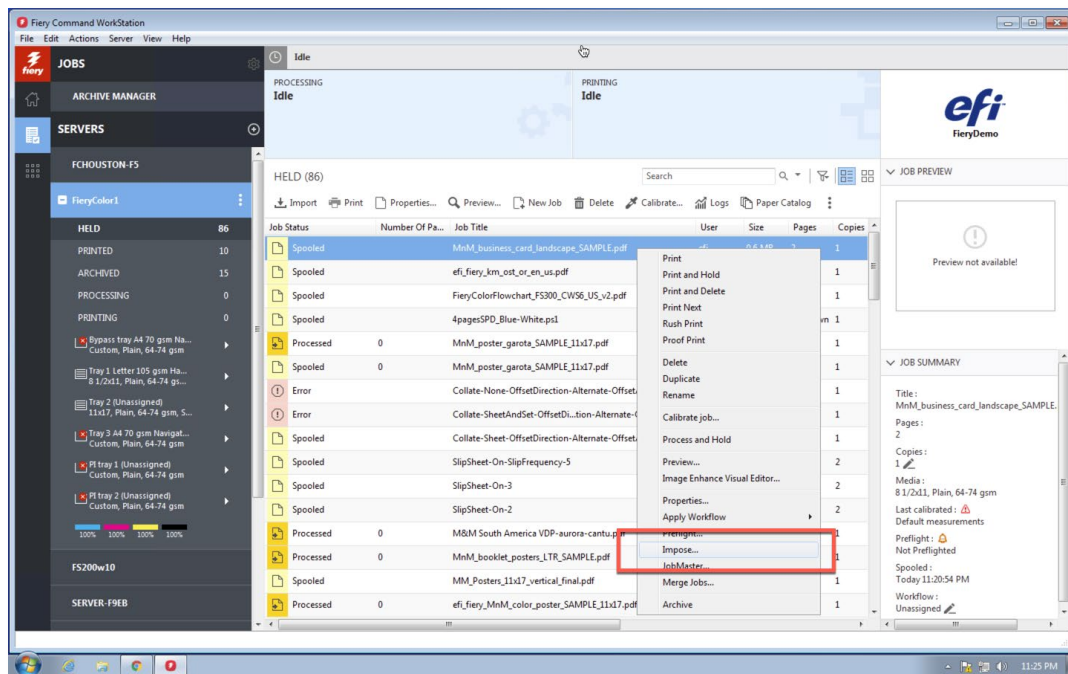 Fiery Command WorkStation
File Edit Actions Server View Help
fiery
JOBS
Idle
ARCHIVE MANAGER
PROCESSING
Idle
PRINTING
Idle
efi
FieryDemo
SERVERS
FCHOUSTON-F5
FieryColor1
HELD 86
PRINTED 10
ARCHIVED 15
PROCESSING 0
PRINTING 0
Bypass tray A4 70 gsm Na...
Custom, Plain, 64-74 gsm
Tray 1 Letter 105 gsm Ha...
8 1/2x11, Plain, 64-74 gs...
Tray 2 (Unassigned)
11x17, Plain, 64-74 gsm, S...
Tray 3 A4 70 gsm Navigat...
Custom, Plain, 64-74 gsm
PI tray 1 (Unassigned)
Custom, Plain, 64-74 gsm
PI tray 2 (Unassigned)
Custom, Plain, 64-74 gsm
100% 100% 100% 100%
FS200w10
SERVER-F9EB
HELD (86)
Search
Import Print Properties... Preview... New Job Delete Calibrate... Logs Paper Catalog
Job Status Number Of Pa... Job Title User Size Pages Copies
Spooled MnM_business_card_landscape_SAMPLE.pdf efi 0.6 MB 2 1
Spooled efi_fiery_km_ost_or_en_us.pdf 1
Spooled FieryColorFlowchart_FS300_CWS6_US_v2.pdf 1
Spooled 4pagesSPD_Blue-White.ps1 vn 1
Processed 0 MnM_poster_garota_SAMPLE_11x17.pdf 1
Spooled 0 MnM_poster_garota_SAMPLE_11x17.pdf 1
Error Collate-None-OffsetDirection-Alternate-Offset 1
Error Collate-SheetAndSet-OffsetDi...tion-Alternate- 1
Spooled Collate-Sheet-OffsetDirection-Alternate-Offset 1
Spooled SlipSheet-On-SlipFrequency-5 2
Spooled SlipSheet-On-3 2
Spooled SlipSheet-On-2 2
Processed 0 M&M South America VDP-aurora-cantu.pdf 1
Processed 0 MnM_booklet_posters_LTR_SAMPLE.pdf 1
Spooled MM_Posters_11x17_vertical_final.pdf 1
Processed 0 efi_fiery_MnM_color_poster_SAMPLE_11x17.pdf 1
Print
Print and Hold
Print and Delete
Print Next
Rush Print
Proof Print
Delete
Duplicate
Rename
Calibrate job...
Process and Hold
Preview...
Image Enhance Visual Editor...
Properties...
Apply Workflow
Preflight...
Impose...
JobMaster...
Merge Jobs...
Archive
JOB PREVIEW
Preview not available!
JOB SUMMARY
Title :
MnM_business_card_landscape_SAMPLE.
Pages :
2
Copies :
1
Media :
8 1/2x11, Plain, 64-74 gsm
Last calibrated :
Default measurements
Preflight :
Not Preflighted
Spooled :
Today 11:20:54 PM
Workflow :
Unassigned
11:25 PM